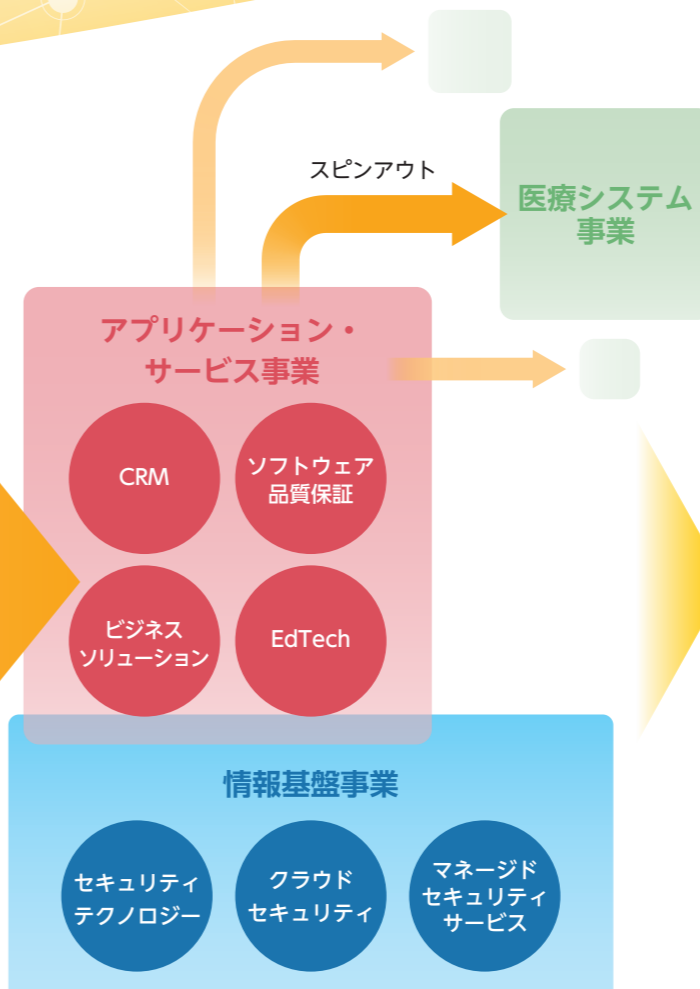 スピンアウト
医療システム
事業
アプリケーション・
サービス事業
CRM
ソフトウェア
品質保証
ビジネス
ソリューション
EdTech
情報基盤事業
セキュリティ
テクノロジー
クラウド
セキュリティ
マネージド
セキュリティ
サービス